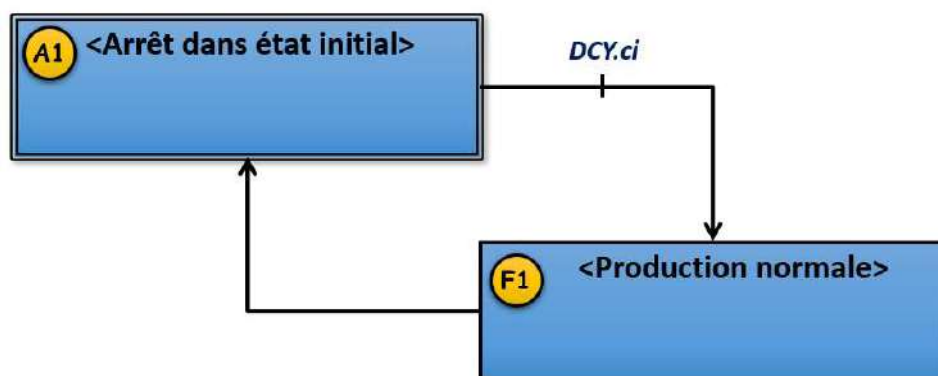 A1 <Arrêt dans état initial>
DCY.ci
F1 <Production normale>